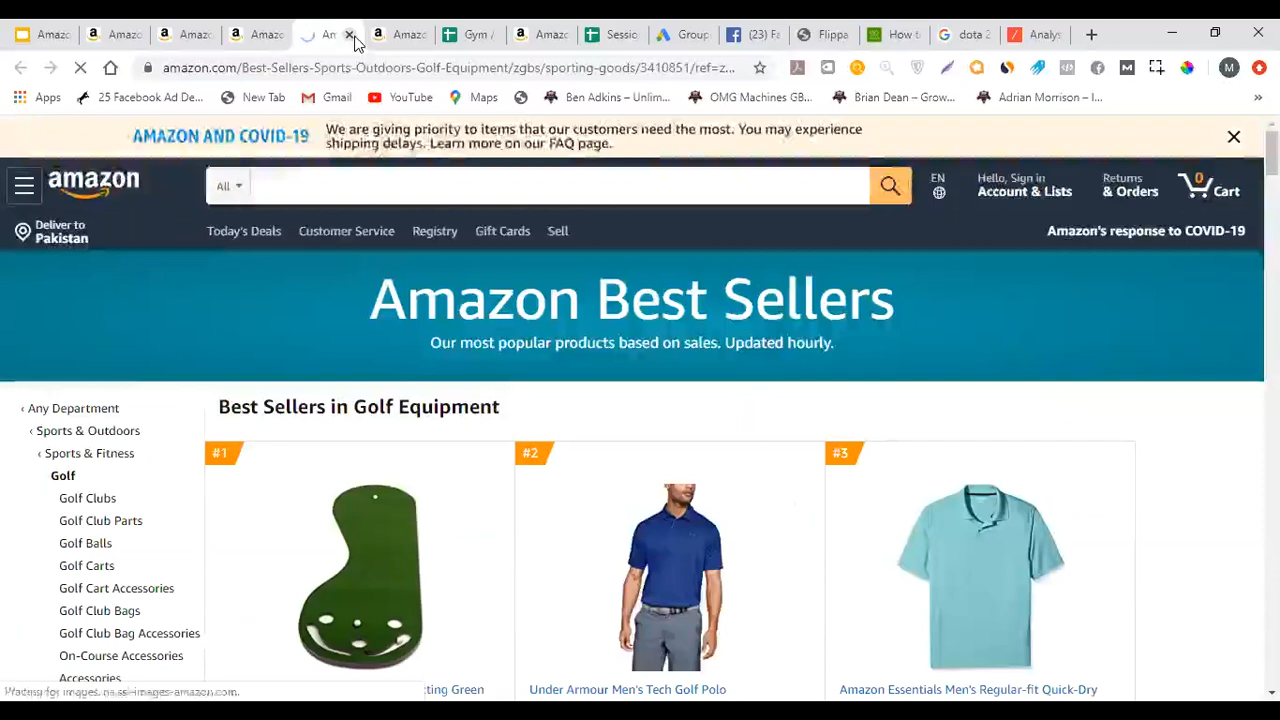 Amazo
Amazo
Amazo
Amazo
An
Amazo
Gym /
Amazo
Sessio
Group
(23) Fa
Flippa
How t
dota 2
Analys
amazon.com/Best-Sellers-Sports-Outdoors-Golf-Equipment/zgbs/sporting-goods/3410851/ref=z...
M
Apps
25 Facebook Ad De...
New Tab
Gmail
YouTube
Maps
Ben Adkins – Unlim...
OMG Machines GB...
Brian Dean – Grow...
Adrian Morrison – I...
»
AMAZON AND COVID-19
We are giving priority to items that our customers need the most. You may experience
shipping delays. Learn more on our FAQ page.
amazon
All
EN
Hello, Sign in
Account & Lists
Returns
& Orders
0
Cart
Deliver to
Pakistan
Today's Deals
Customer Service
Registry
Gift Cards
Sell
Amazon's response to COVID-19
Amazon Best Sellers
Our most popular products based on sales. Updated hourly.
‹ Any Department
‹ Sports & Outdoors
‹ Sports & Fitness
Golf
Golf Clubs
Golf Club Parts
Golf Balls
Golf Carts
Golf Cart Accessories
Golf Club Bags
Golf Club Bag Accessories
On-Course Accessories
Accessories
Best Sellers in Golf Equipment
#1
#2
#3
tting Green
Under Armour Men's Tech Golf Polo
Amazon Essentials Men's Regular-fit Quick-Dry